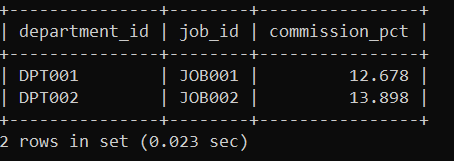 +---------------+--------+----------------+
| department_id | job_id | commission_pct |
+---------------+--------+----------------+
| DPT001        | JOB001 |         12.678 |
| DPT002        | JOB002 |         13.898 |
+---------------+--------+----------------+
2 rows in set (0.023 sec)